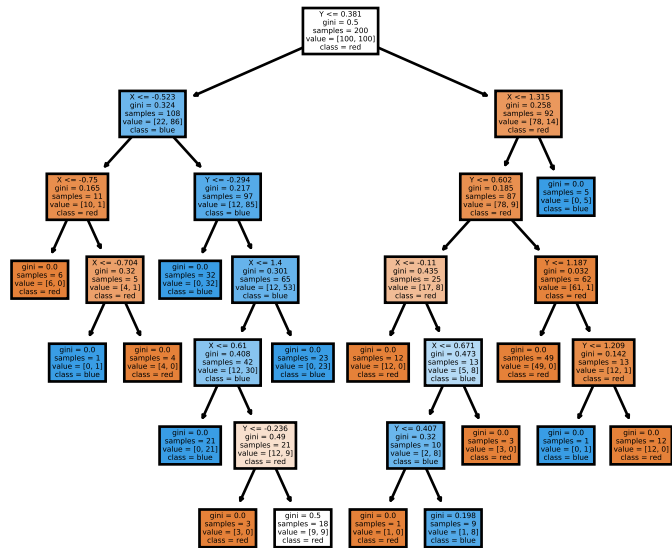 Y <= 0.381
gini = 0.5
samples = 200
value = [100, 100]
class = red
X <= -0.523
gini = 0.324
samples = 108
value = [22, 86]
class = blue
X <= 1.315
gini = 0.258
samples = 92
value = [78, 14]
class = red
X <= -0.75
gini = 0.165
samples = 11
value = [10, 1]
class = red
Y <= -0.294
gini = 0.217
samples = 97
value = [12, 85]
class = blue
Y <= 0.602
gini = 0.185
samples = 87
value = [78, 9]
class = red
gini = 0.0
samples = 5
value = [0, 5]
class = blue
gini = 0.0
samples = 6
value = [6, 0]
class = red
X <= -0.704
gini = 0.32
samples = 5
value = [4, 1]
class = red
gini = 0.0
samples = 32
value = [0, 32]
class = blue
X <= 1.4
gini = 0.301
samples = 65
value = [12, 53]
class = blue
X <= -0.11
gini = 0.435
samples = 25
value = [17, 8]
class = red
Y <= 1.187
gini = 0.032
samples = 62
value = [61, 1]
class = red
gini = 0.0
samples = 1
value = [0, 1]
class = blue
gini = 0.0
samples = 4
value = [4, 0]
class = red
X <= 0.61
gini = 0.408
samples = 42
value = [12, 30]
class = blue
gini = 0.0
samples = 23
value = [0, 23]
class = blue
gini = 0.0
samples = 12
value = [12, 0]
class = red
X <= 0.671
gini = 0.473
samples = 13
value = [5, 8]
class = blue
gini = 0.0
samples = 49
value = [49, 0]
class = red
Y <= 1.209
gini = 0.142
samples = 13
value = [12, 1]
class = red
gini = 0.0
samples = 21
value = [0, 21]
class = blue
Y <= -0.236
gini = 0.49
samples = 21
value = [12, 9]
class = red
Y <= 0.407
gini = 0.32
samples = 10
value = [2, 8]
class = blue
gini = 0.0
samples = 3
value = [3, 0]
class = red
gini = 0.0
samples = 1
value = [0, 1]
class = blue
gini = 0.0
samples = 12
value = [12, 0]
class = red
gini = 0.0
samples = 3
value = [3, 0]
class = red
gini = 0.5
samples = 18
value = [9, 9]
class = red
gini = 0.0
samples = 1
value = [1, 0]
class = red
gini = 0.198
samples = 9
value = [1, 8]
class = blue